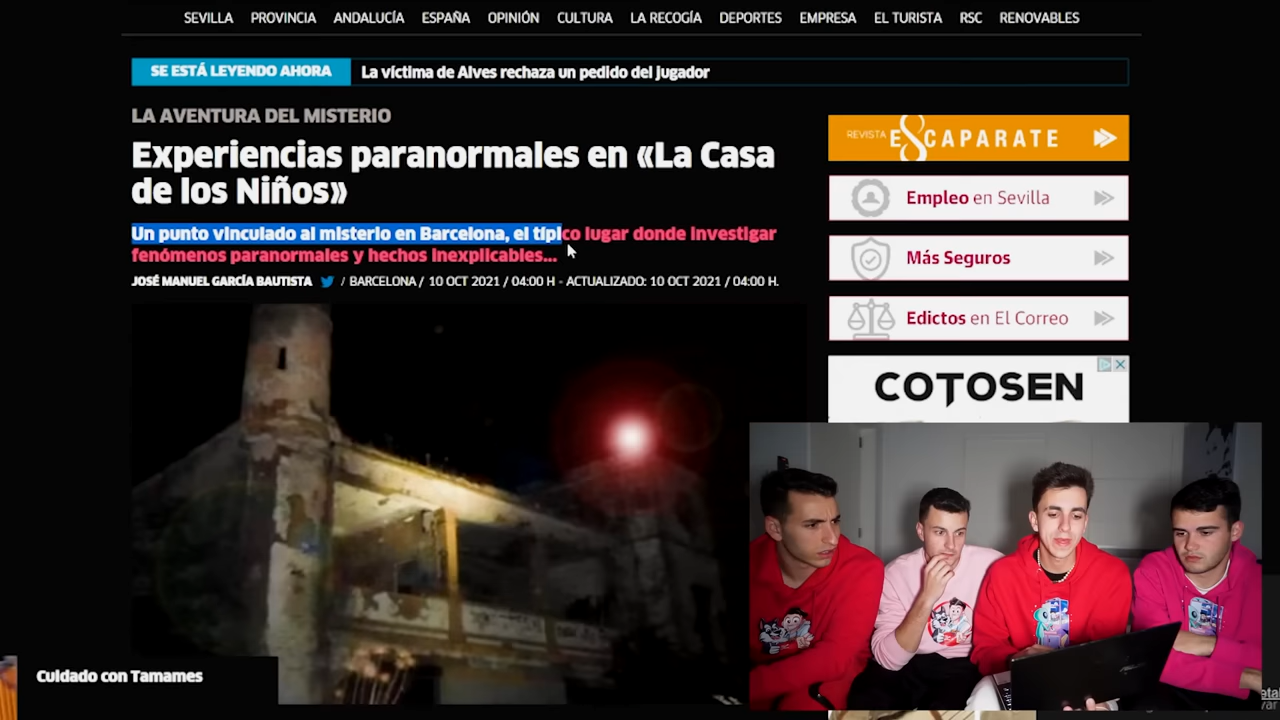 SEVILLA PROVINCIA ANDALUCÍA ESPAÑA OPINIÓN CULTURA LA RECOGÍA DEPORTES EMPRESA EL TURISTA RSC RENOVABLES
SE ESTÁ LEYENDO AHORA La víctima de Alves rechaza un pedido del jugador
LA AVENTURA DEL MISTERIO
Experiencias paranormales en «La Casa
de los Niños»
Un punto vinculado al misterio en Barcelona, el típico lugar donde investigar
fenómenos paranormales y hechos inexplicables...
JOSÉ MANUEL GARCÍA BAUTISTA / BARCELONA / 10 OCT 2021 / 04:00 H - ACTUALIZADO: 10 OCT 2021 / 04:00 H.
REVISTA ESCAPARATE
Empleo en Sevilla
Más Seguros
Edictos en El Correo
COTOSEN
Cuidado con Tamames